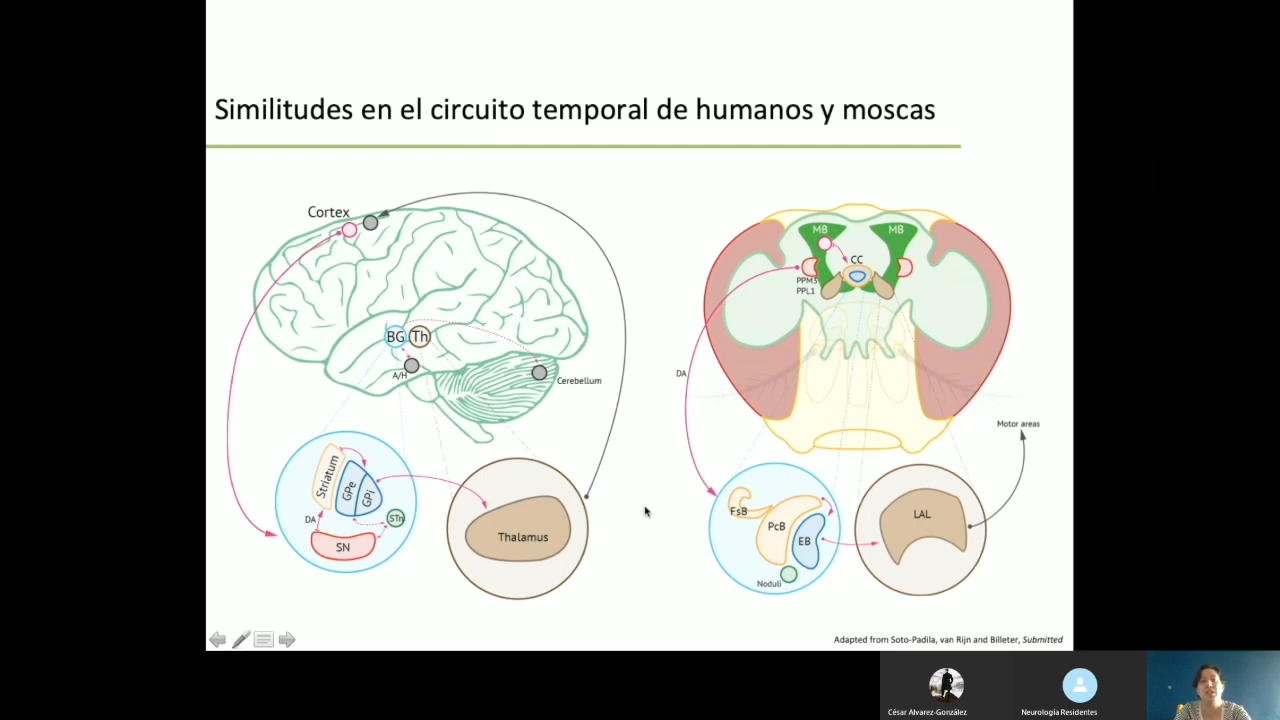 Similitudes en el circuito temporal de humanos y moscas
Cortex
BG
Th
A/H
Cerebellum
Striatum
GPe
GPi
STn
DA
SN
Thalamus
MB
MB
CC
PPM3
PPL1
DA
Motor areas
FsB
PcB
EB
Noduli
LAL
Adapted from Soto-Padilla, van Rijn and Billeter, Submitted
César Alvarez-González
Neurología Residentes